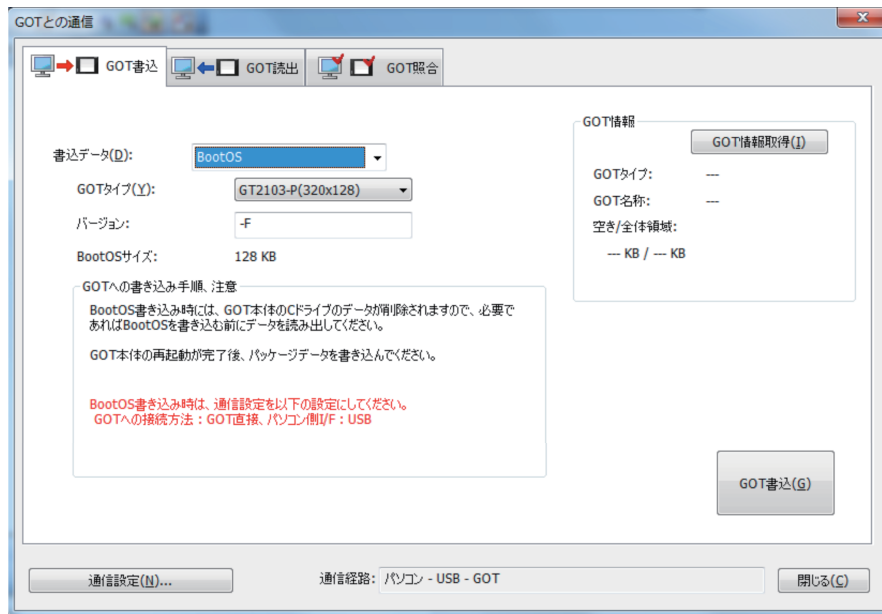 GOTとの通信
GOT書込
GOT読出
GOT照合
書込データ(D):
BootOS
GOTタイプ(Y):
GT2103-P(320x128)
バージョン:
-F
BootOSサイズ:
128 KB
GOTへの書き込み手順、注意
BootOS書き込み時には、GOT本体のCドライブのデータが削除されますので、必要で
あればBootOSを書き込む前にデータを読み出してください。
GOT本体の再起動が完了後、パッケージデータを書き込んでください。
BootOS書き込み時は、通信設定を以下の設定にしてください。
GOTへの接続方法：GOT直接、パソコン側I/F：USB
GOT情報
GOT情報取得(I)
GOTタイプ:
---
GOT名称:
---
空き/全体領域:
--- KB / --- KB
GOT書込(G)
通信設定(N)...
通信経路:
パソコン - USB - GOT
閉じる(C)